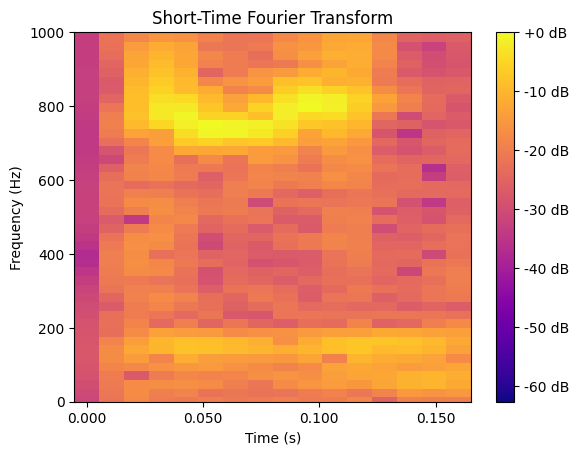 Short-Time Fourier Transform
1000
800
600
400
200
0
Frequency (Hz)
0.000
0.050
0.100
0.150
Time (s)
+0 dB
-10 dB
-20 dB
-30 dB
-40 dB
-50 dB
-60 dB